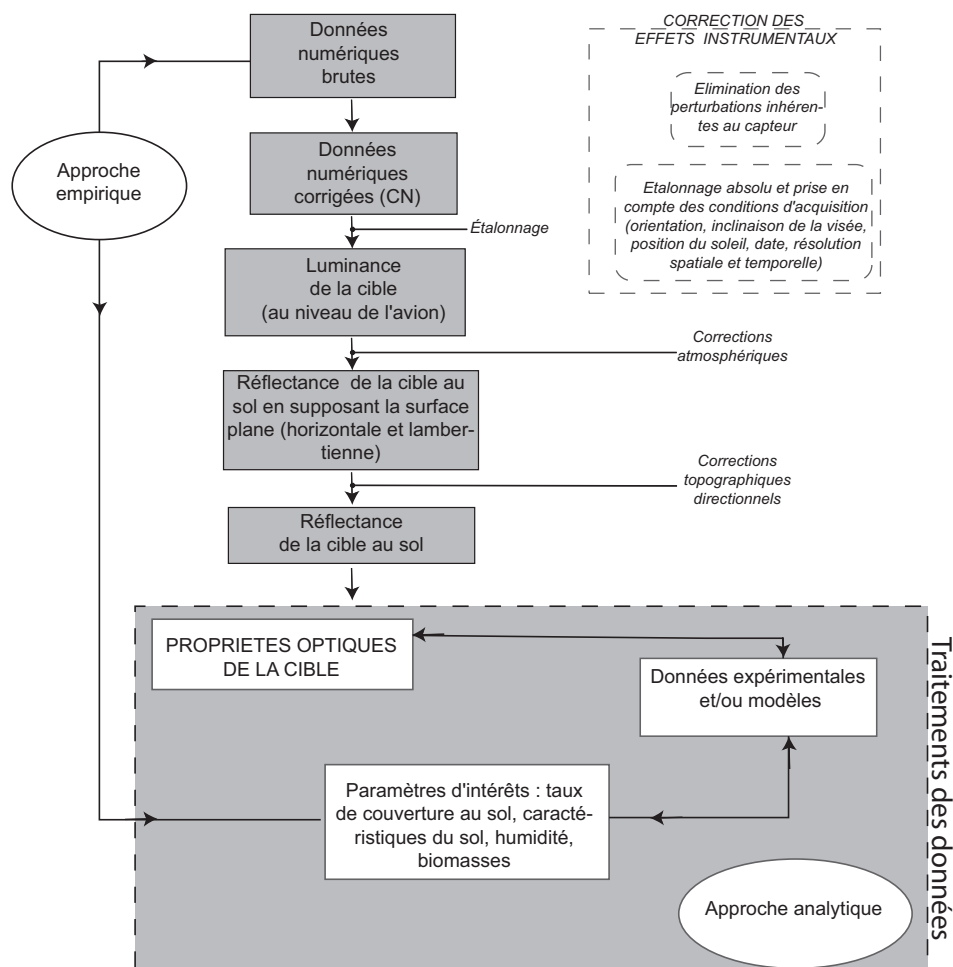 Données
numériques
brutes
CORRECTION DES
EFFETS INSTRUMENTAUX
Elimination des
perturbations inhéren-
tes au capteur
Approche
empirique
Données
numériques
corrigées (CN)
Etalonnage absolu et prise en
compte des conditions d'acquisition
(orientation, inclinaison de la visée,
position du soleil, date, résolution
spatiale et temporelle)
Étalonnage
Luminance
de la cible
(au niveau de l'avion)
Corrections
atmosphériques
Réflectance de la cible au
sol en supposant la surface
plane (horizontale et lamber-
tienne)
Corrections
topographiques
directionnels
Réflectance
de la cible au sol
PROPRIETES OPTIQUES
DE LA CIBLE
Données expérimentales
et/ou modèles
Traitements des données
Paramètres d'intérêts : taux
de couverture au sol, caracté-
ristiques du sol, humidité,
biomasses
Approche analytique